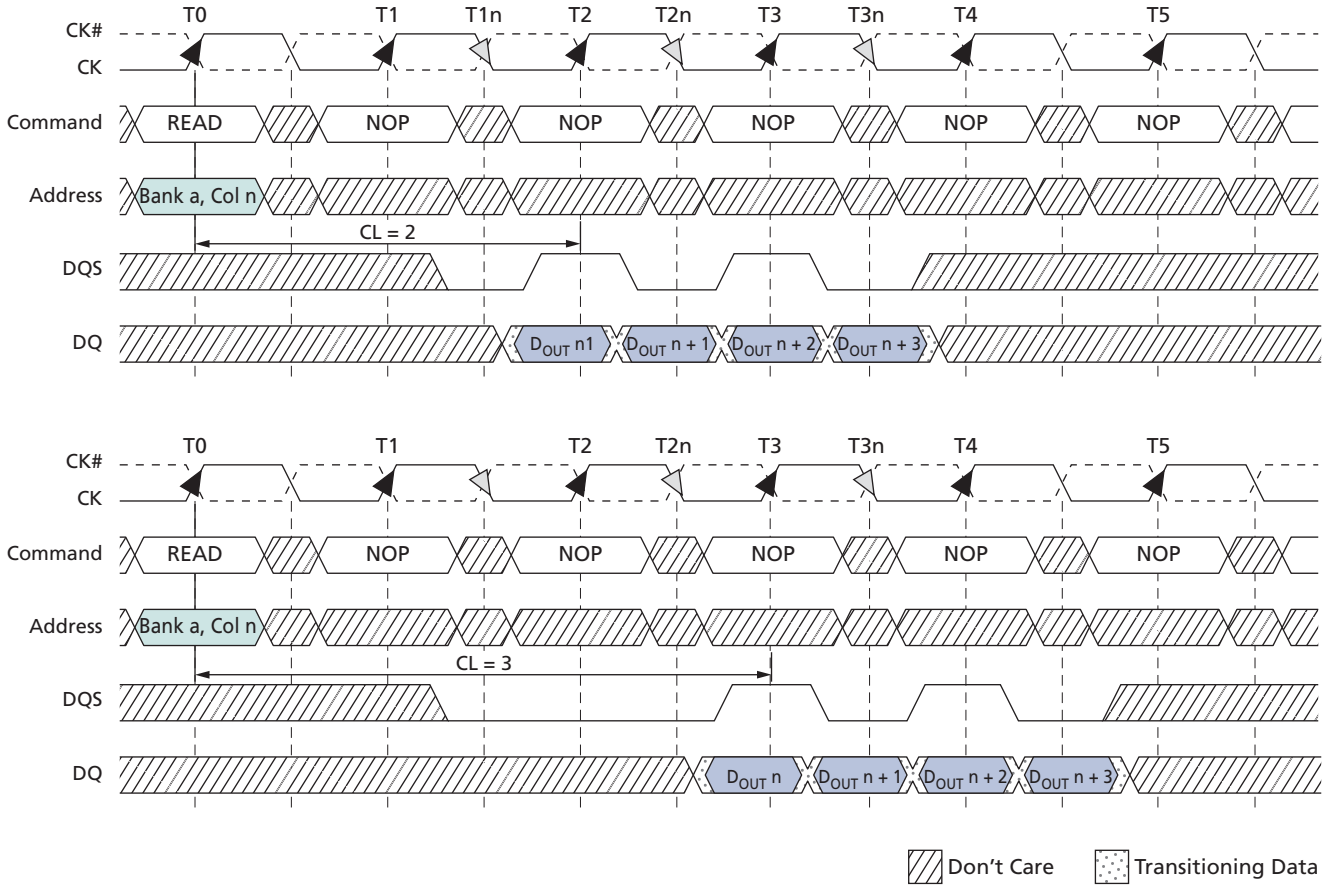 T0 T1 T1n T2 T2n T3 T3n T4 T5
CK#
CK
Command READ NOP NOP NOP NOP NOP
Address Bank a, Col n
CL = 2
DQS
DQ DOUT n1 DOUT n + 1 DOUT n + 2 DOUT n + 3
T0 T1 T2 T2n T3 T3n T4 T5
CK#
CK
Command READ NOP NOP NOP NOP NOP
Address Bank a, Col n
CL = 3
DQS
DQ DOUT n DOUT n + 1 DOUT n + 2 DOUT n + 3
Don't Care Transitioning Data